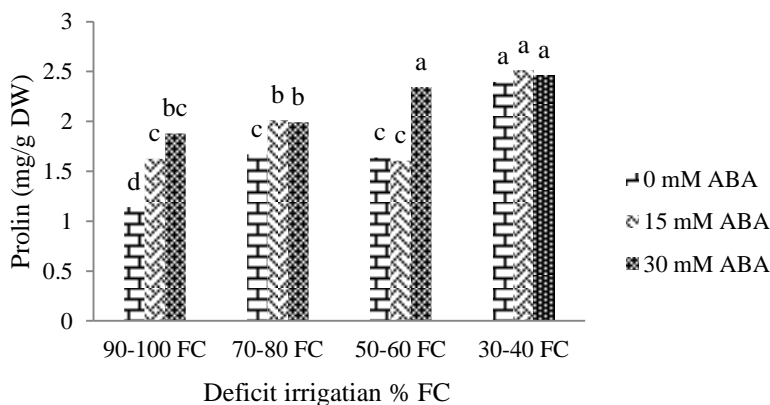 3
2.5
2
1.5
1
0.5
0
Prolin (mg/g DW)
d c bc
c b b
c c a
a a a
90-100 FC 70-80 FC 50-60 FC 30-40 FC
Deficit irrigatian % FC
0 mM ABA
15 mM ABA
30 mM ABA